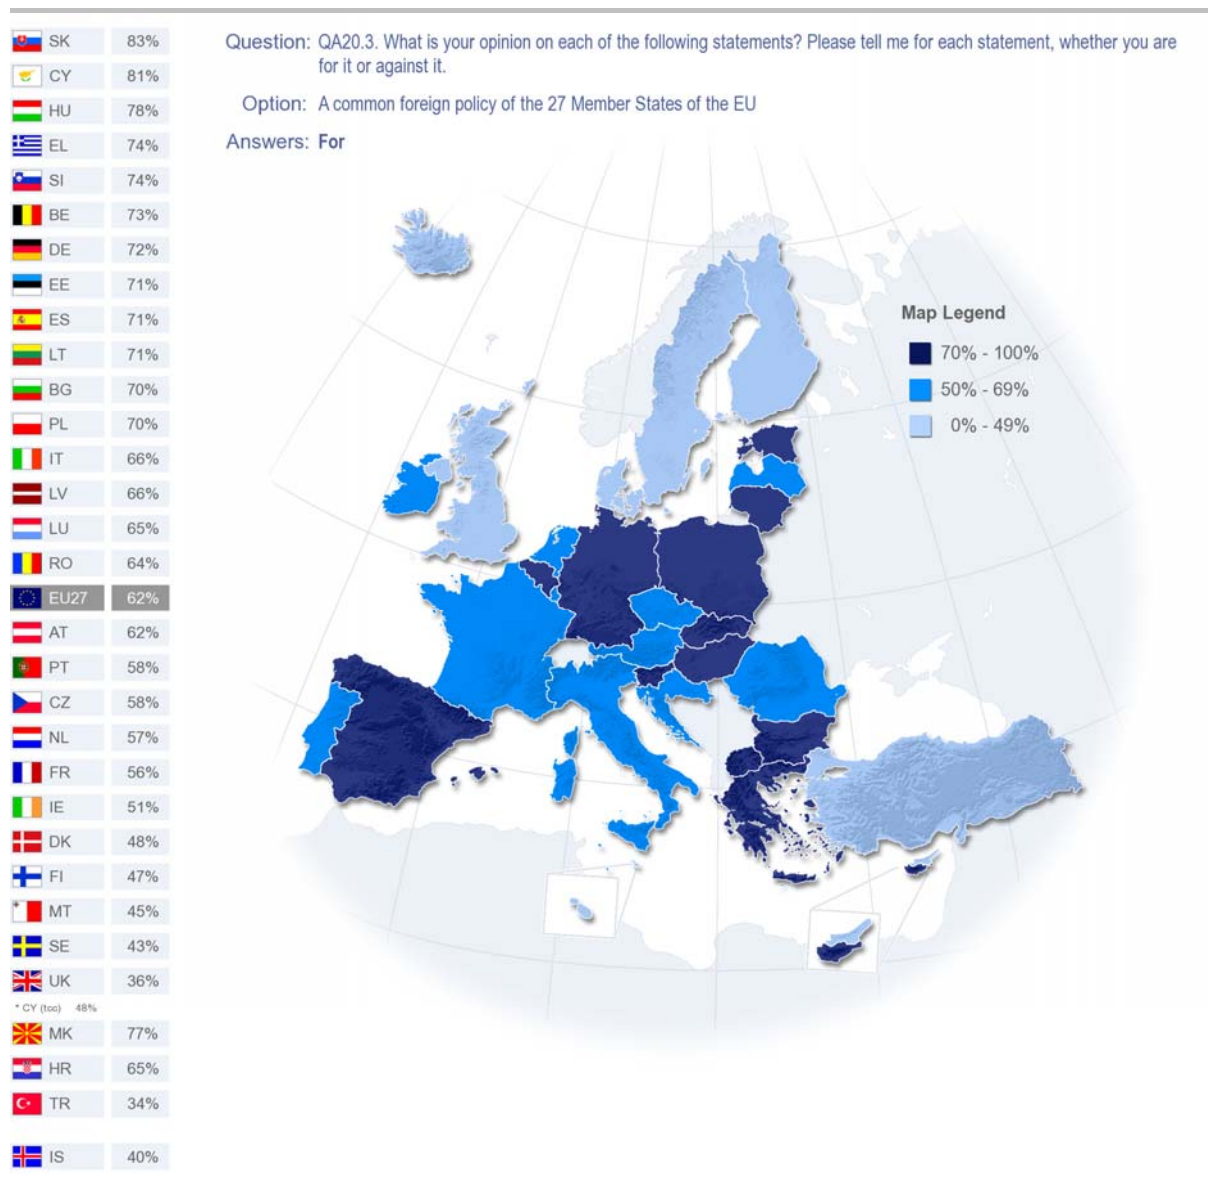 SK 83%
CY 81%
HU 78%
EL 74%
SI 74%
BE 73%
DE 72%
EE 71%
ES 71%
LT 71%
BG 70%
PL 70%
IT 66%
LV 66%
LU 65%
RO 64%
EU27 62%
AT 62%
PT 58%
CZ 58%
NL 57%
FR 56%
IE 51%
DK 48%
FI 47%
MT 45%
SE 43%
UK 36%
* CY (tcc) 48%
MK 77%
HR 65%
TR 34%
IS 40%
Question: QA20.3. What is your opinion on each of the following statements? Please tell me for each statement, whether you are
for it or against it.
Option: A common foreign policy of the 27 Member States of the EU
Answers: For
Map Legend
70% - 100%
50% - 69%
0% - 49%